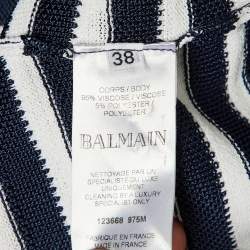 38
CORPS / BODY
95% VISCOSE / VISCOSE
5% POLYESTER /
POLYESTER
BALMAIN
NETTOYAGE PAR UN
SPECIALISTE DU LUXE
UNIQUEMENT
CLEANING BY A LUXURY
SPECIALIST ONLY
123668 975M
FABRIQUE EN FRANCE
MADE IN FRANCE